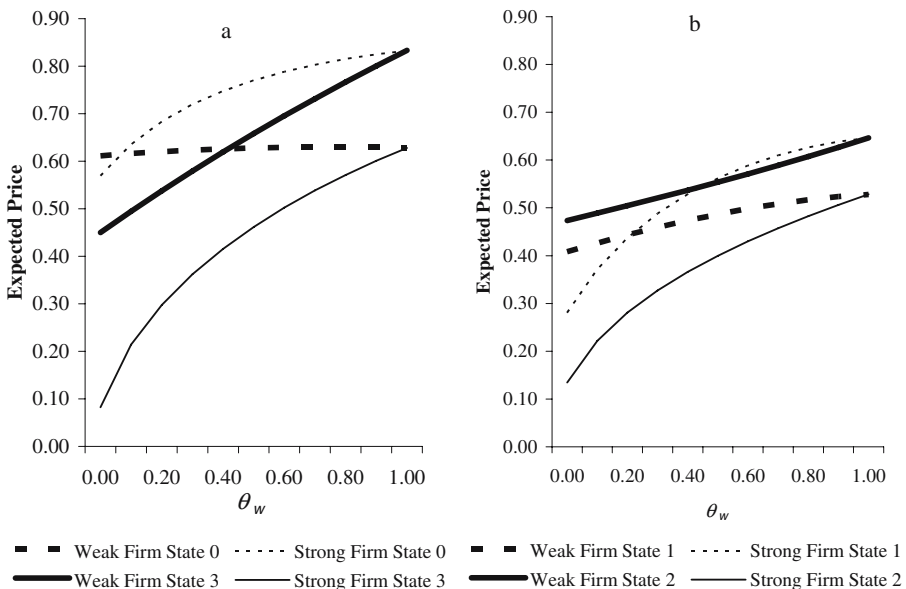 a
Expected Price
0.90
0.80
0.70
0.60
0.50
0.40
0.30
0.20
0.10
0.00
0.00 0.20 0.40 0.60 0.80 1.00
θw
Weak Firm State 0 Strong Firm State 0
Weak Firm State 3 Strong Firm State 3
b
Expected Price
0.90
0.80
0.70
0.60
0.50
0.40
0.30
0.20
0.10
0.00
0.00 0.20 0.40 0.60 0.80 1.00
θw
Weak Firm State 1 Strong Firm State 1
Weak Firm State 2 Strong Firm State 2